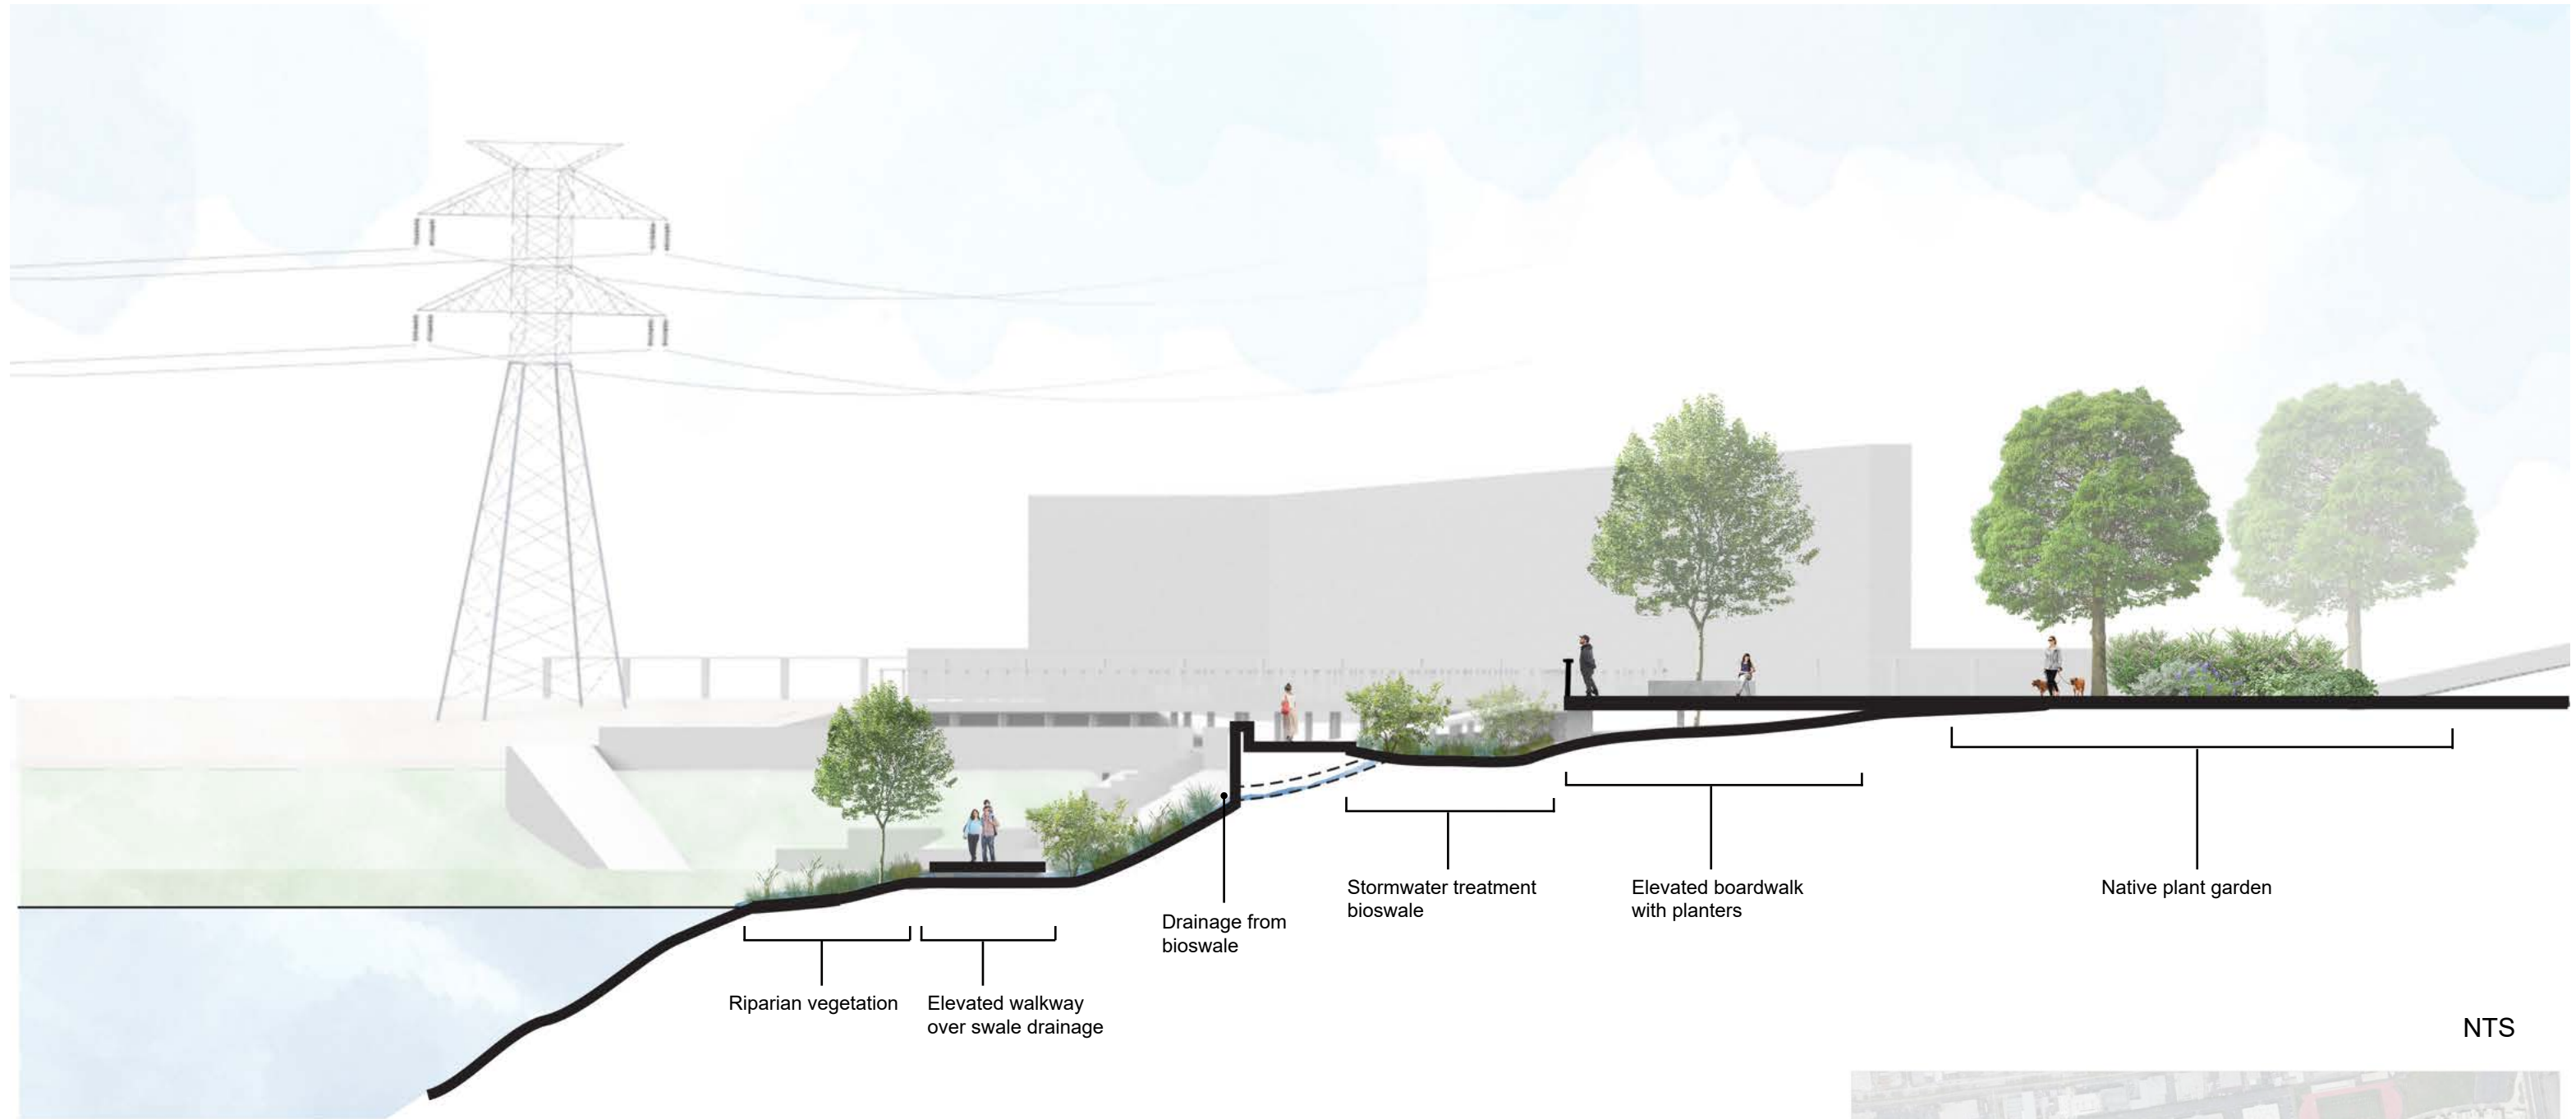 Riparian vegetation
Elevated walkway
over swale drainage
Drainage from
bioswale
Stormwater treatment
bioswale
Elevated boardwalk
with planters
Native plant garden
NTS